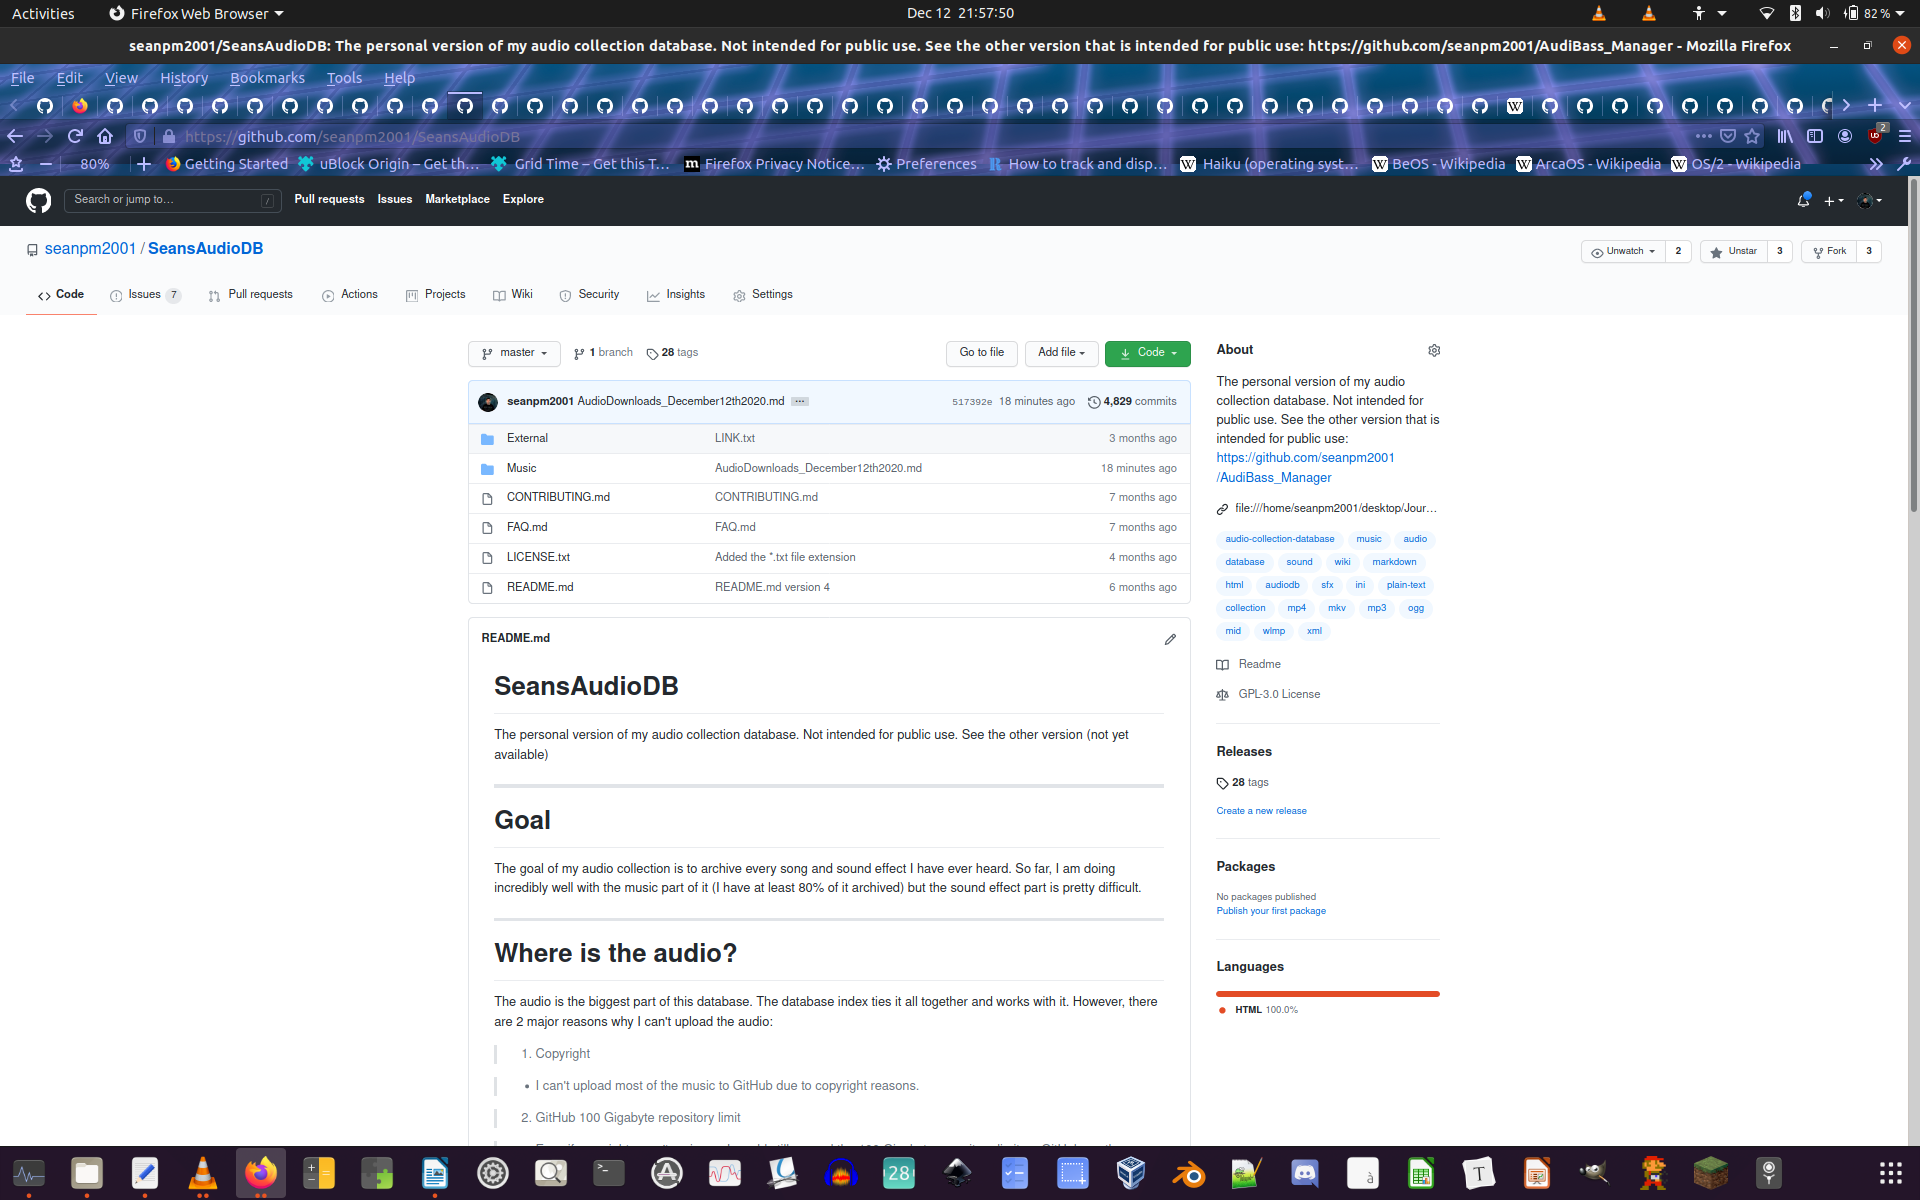 Activities
Firefox Web Browser
Dec 12 21:57:50
82 %
seanpm2001/SeansAudioDB: The personal version of my audio collection database. Not intended for public use. See the other version that is intended for public use: https://github.com/seanpm2001/AudiBass_Manager - Mozilla Firefox
File Edit View History Bookmarks Tools Help
https://github.com/seanpm2001/SeansAudioDB
2
80%
Getting Started
uBlock Origin – Get th…
Grid Time – Get this T…
Firefox Privacy Notice…
Preferences
How to track and disp…
Haiku (operating syst…
BeOS - Wikipedia
ArcaOS - Wikipedia
OS/2 - Wikipedia
Search or jump to…
/
Pull requests Issues Marketplace Explore
seanpm2001 / SeansAudioDB
Unwatch 2
Unstar 3
Fork 3
Code
Issues 7
Pull requests
Actions
Projects
Wiki
Security
Insights
Settings
master
1 branch
28 tags
Go to file
Add file
Code
seanpm2001 AudioDownloads_December12th2020.md
517392e 18 minutes ago
4,829 commits
External LINK.txt 3 months ago
Music AudioDownloads_December12th2020.md 18 minutes ago
CONTRIBUTING.md CONTRIBUTING.md 7 months ago
FAQ.md FAQ.md 7 months ago
LICENSE.txt Added the *.txt file extension 4 months ago
README.md README.md version 4 6 months ago
README.md
SeansAudioDB
The personal version of my audio collection database. Not intended for public use. See the other version (not yet
available)
Goal
The goal of my audio collection is to archive every song and sound effect I have ever heard. So far, I am doing
incredibly well with the music part of it (I have at least 80% of it archived) but the sound effect part is pretty difficult.
Where is the audio?
The audio is the biggest part of this database. The database index ties it all together and works with it. However, there
are 2 major reasons why I can't upload the audio:
1. Copyright
• I can't upload most of the music to GitHub due to copyright reasons.
2. GitHub 100 Gigabyte repository limit
About
The personal version of my audio
collection database. Not intended for
public use. See the other version that is
intended for public use:
https://github.com/seanpm2001
/AudiBass_Manager
file:///home/seanpm2001/desktop/Jour…
audio-collection-database music audio
database sound wiki markdown
html audiodb sfx ini plain-text
collection mp4 mkv mp3 ogg
mid wlmp xml
Readme
GPL-3.0 License
Releases
28 tags
Create a new release
Packages
No packages published
Publish your first package
Languages
HTML 100.0%
28